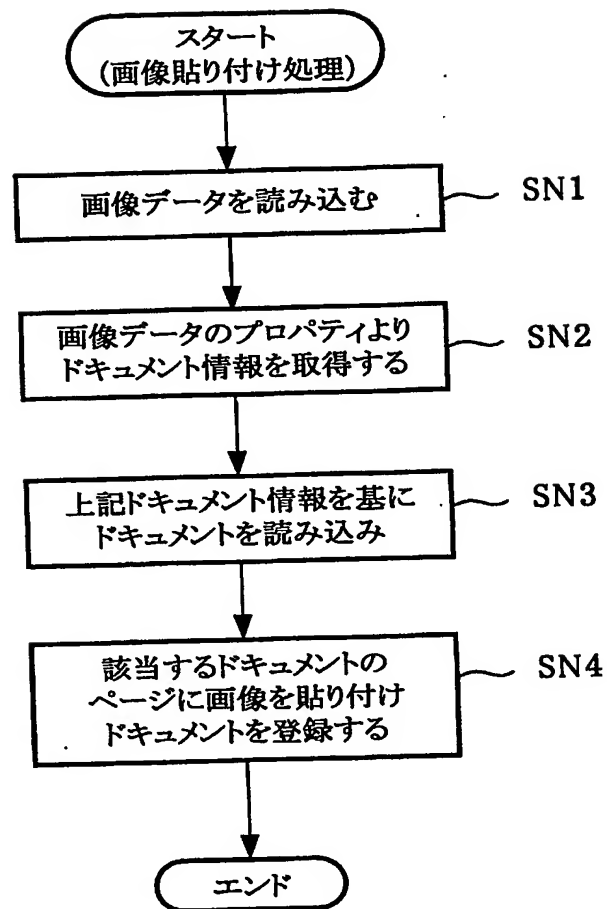 スタート
(画像貼り付け処理)
画像データを読み込む
SN1
画像データのプロパティより
ドキュメント情報を取得する
SN2
上記ドキュメント情報を基に
ドキュメントを読み込み
SN3
該当するドキュメントの
ページに画像を貼り付け
ドキュメントを登録する
SN4
エンド